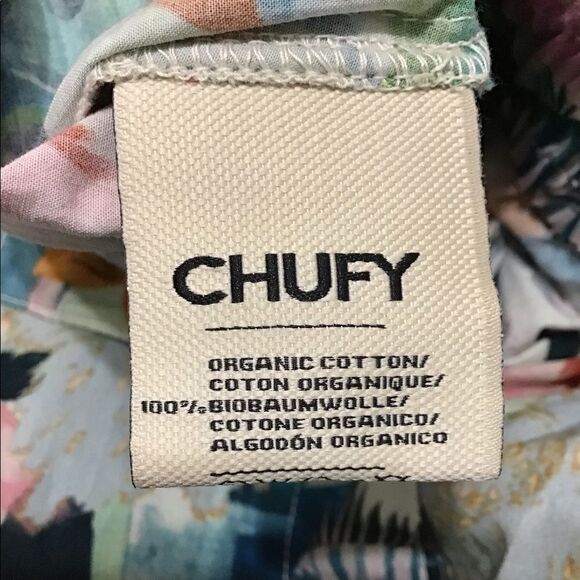 CHUFY
ORGANIC COTTON/
COTON ORGANIQUE/
100% BIOBAUMWOLLE/
COTONE ORGANICO/
ALGODÓN ORGANICO